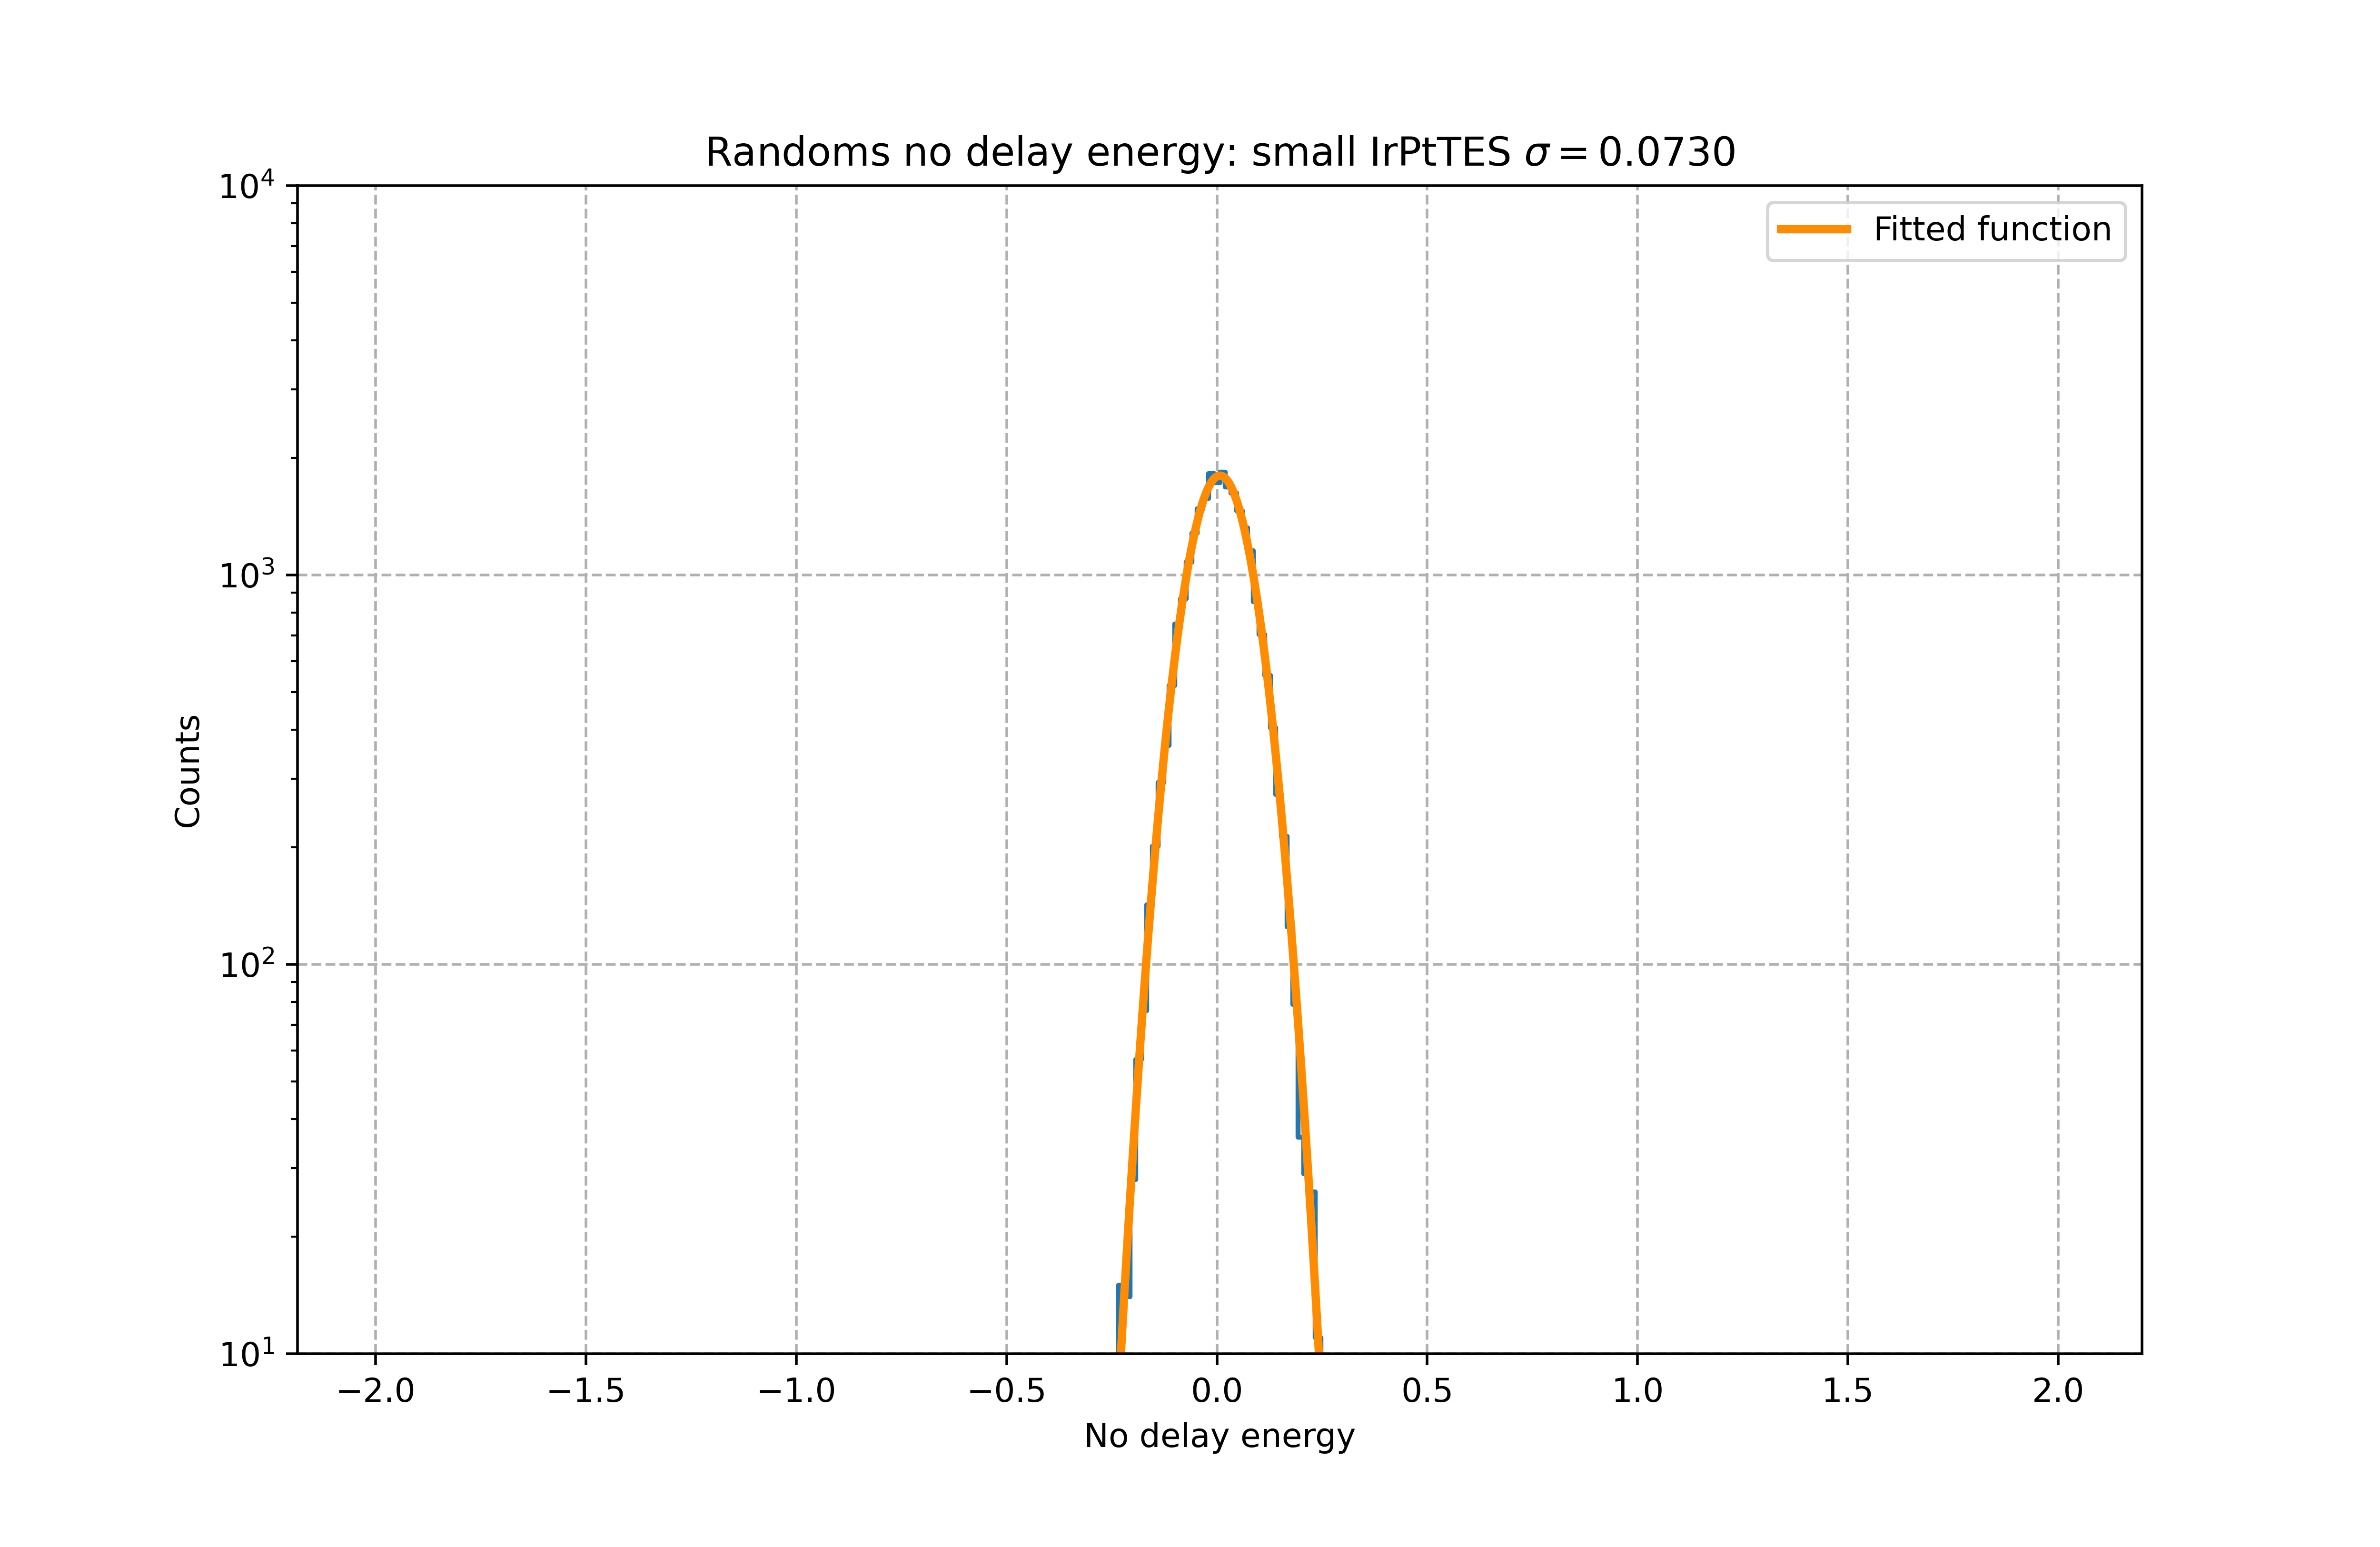 Randoms no delay energy: small IrPtTES σ = 0.0730
Fitted function
10⁴
10³
10²
10¹
Counts
−2.0 −1.5 −1.0 −0.5 0.0 0.5 1.0 1.5 2.0
No delay energy